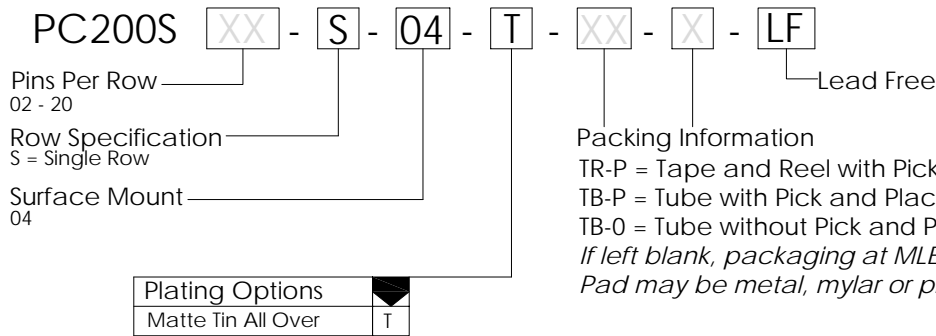 PC200S XX - S - 04 - T - XX - X - LF
Pins Per Row
02 - 20
Lead Free
Row Specification
S = Single Row
Surface Mount
04
Packing Information
TR-P = Tape and Reel with Pick
TB-P = Tube with Pick and Plac
TB-0 = Tube without Pick and P
If left blank, packaging at MLE
Pad may be metal, mylar or p
Plating Options
Matte Tin All Over T